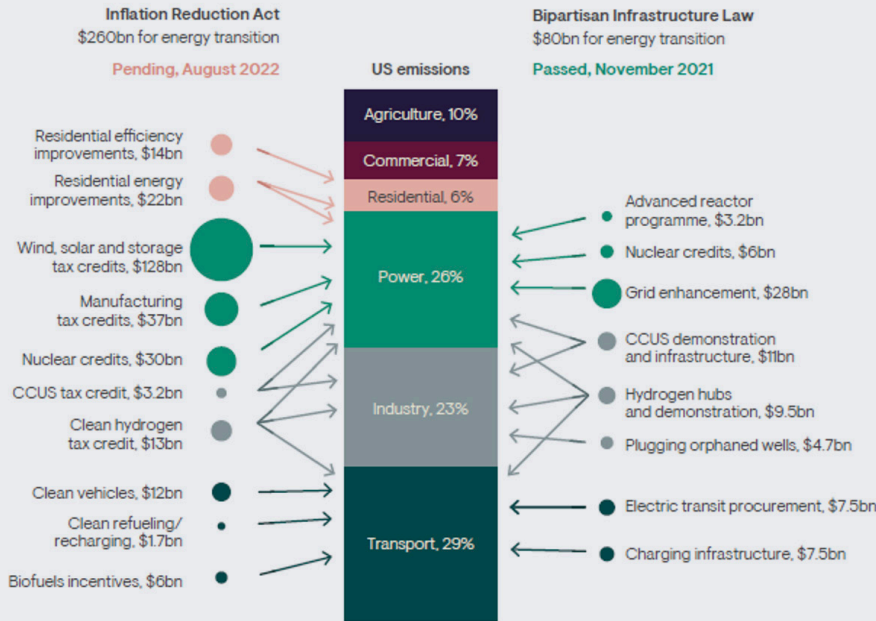 Inflation Reduction Act
$260bn for energy transition
Pending, August 2022
US emissions
Bipartisan Infrastructure Law
$80bn for energy transition
Passed, November 2021
Residential efficiency
improvements, $14bn
Residential energy
improvements, $22bn
Wind, solar and storage
tax credits, $128bn
Manufacturing
tax credits, $37bn
Nuclear credits, $30bn
CCUS tax credit, $3.2bn
Clean hydrogen
tax credit, $13bn
Clean vehicles, $12bn
Clean refueling/
recharging, $1.7bn
Biofuels incentives, $6bn
Agriculture, 10%
Commercial, 7%
Residential, 6%
Power, 26%
Industry, 23%
Transport, 29%
Advanced reactor
programme, $3.2bn
Nuclear credits, $6bn
Grid enhancement, $28bn
CCUS demonstration
and infrastructure, $11bn
Hydrogen hubs
and demonstration, $9.5bn
Plugging orphaned wells, $4.7bn
Electric transit procurement, $7.5bn
Charging infrastructure, $7.5bn